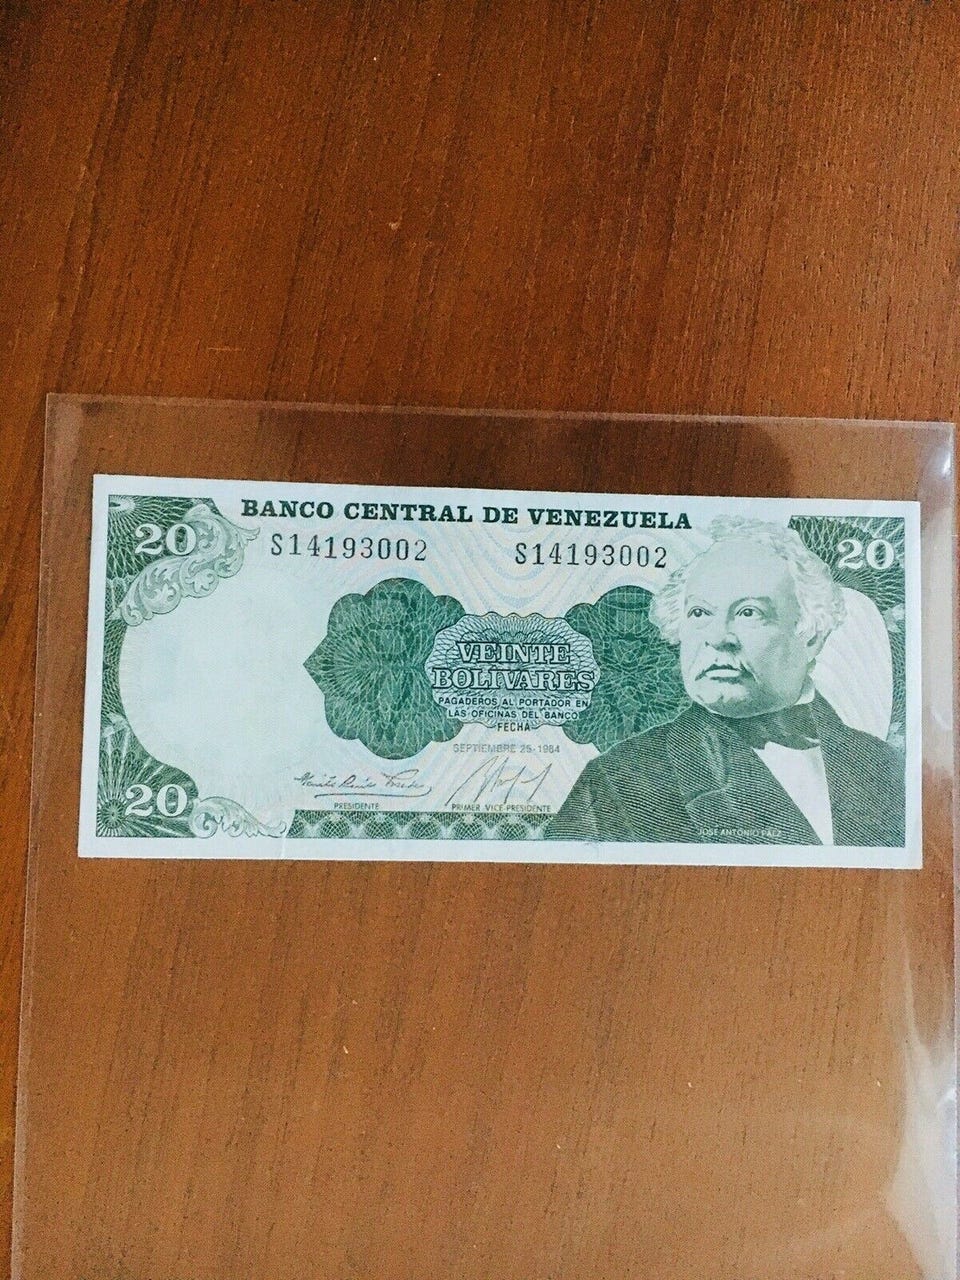 BANCO CENTRAL DE VENEZUELA
20
S14193002
S14193002
20
VEINTE
BOLIVARES
PAGADEROS AL PORTADOR EN
LAS OFICINAS DEL BANCO
FECHA
SEPTIEMBRE 25-1984
20
PRESIDENTE
PRIMER VICE-PRESIDENTE
JOSE ANTONIO PAEZ